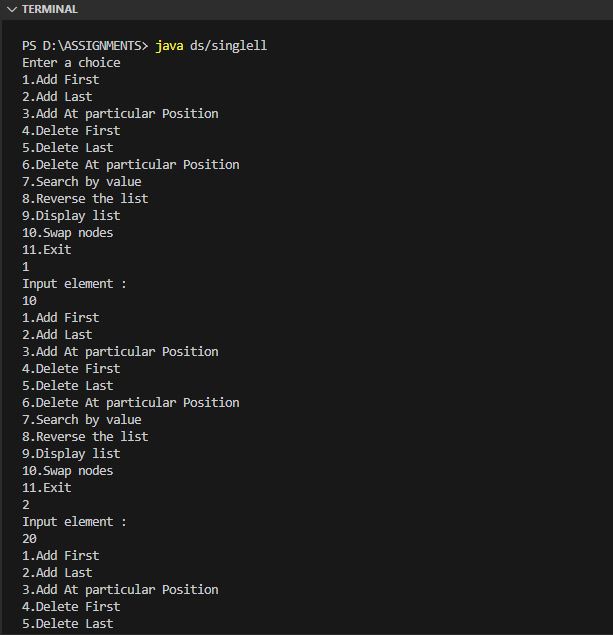 TERMINAL
PS D:\ASSIGNMENTS> java ds/singlell
Enter a choice
1.Add First
2.Add Last
3.Add At particular Position
4.Delete First
5.Delete Last
6.Delete At particular Position
7.Search by value
8.Reverse the list
9.Display list
10.Swap nodes
11.Exit
1
Input element :
10
1.Add First
2.Add Last
3.Add At particular Position
4.Delete First
5.Delete Last
6.Delete At particular Position
7.Search by value
8.Reverse the list
9.Display list
10.Swap nodes
11.Exit
2
Input element :
20
1.Add First
2.Add Last
3.Add At particular Position
4.Delete First
5.Delete Last